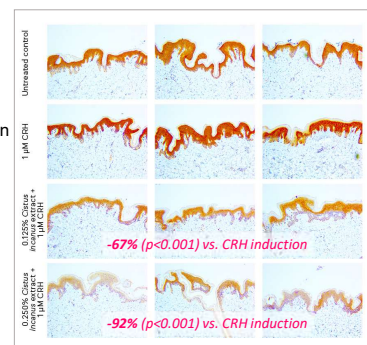 Untreated control
n
1 µM CRH
0.125% Cistus
incanus extract +
1 µM CRH
-67% (p<0.001) vs. CRH induction
0.250% Cistus
incanus extract +
1 µM CRH
-92% (p<0.001) vs. CRH induction